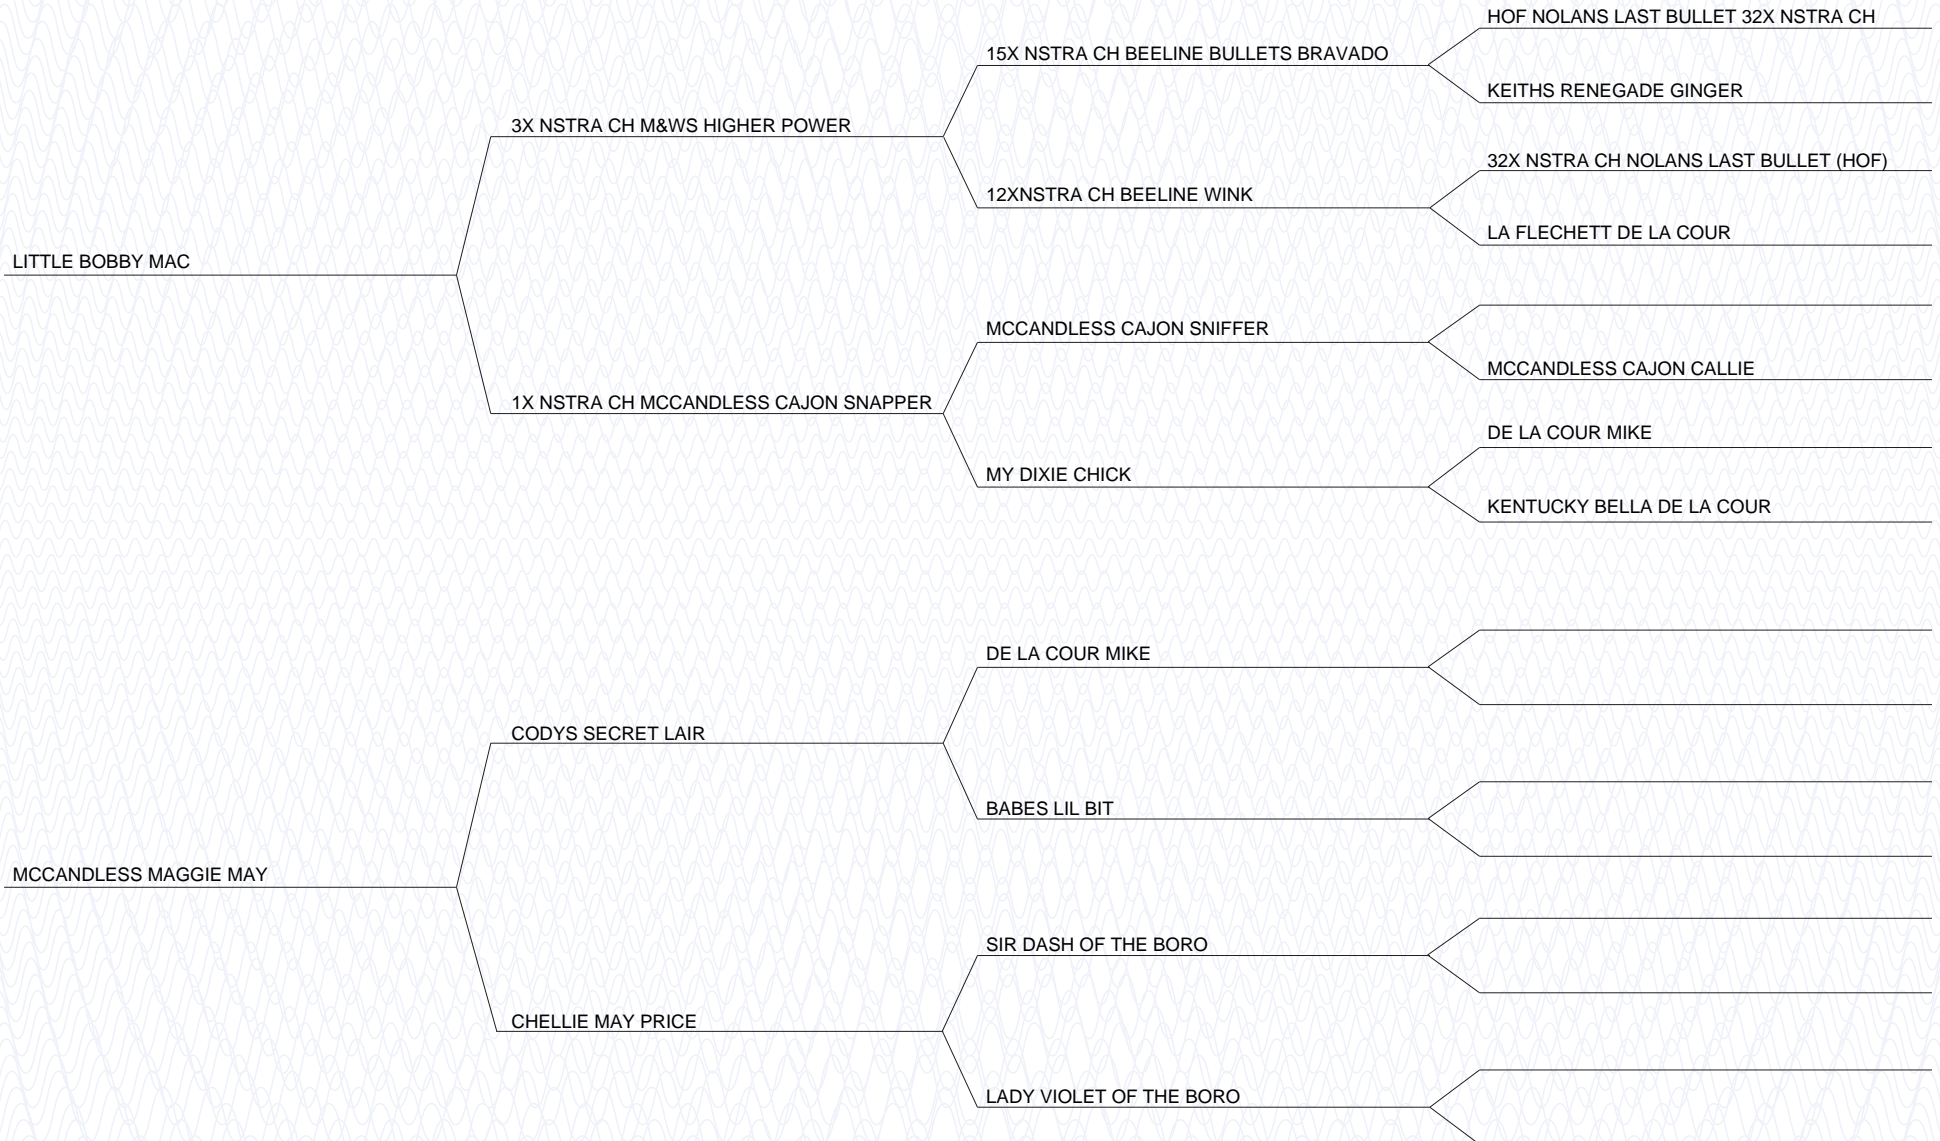 HOF NOLANS LAST BULLET 32X NSTRA CH
15X NSTRA CH BEELINE BULLETS BRAVADO
KEITHS RENEGADE GINGER
3X NSTRA CH M&WS HIGHER POWER
32X NSTRA CH NOLANS LAST BULLET (HOF)
12XNSTRA CH BEELINE WINK
LA FLECHETT DE LA COUR
LITTLE BOBBY MAC
MCCANDLESS CAJON SNIFFER
MCCANDLESS CAJON CALLIE
1X NSTRA CH MCCANDLESS CAJON SNAPPER
DE LA COUR MIKE
MY DIXIE CHICK
KENTUCKY BELLA DE LA COUR
DE LA COUR MIKE
CODYS SECRET LAIR
BABES LIL BIT
MCCANDLESS MAGGIE MAY
SIR DASH OF THE BORO
CHELLIE MAY PRICE
LADY VIOLET OF THE BORO